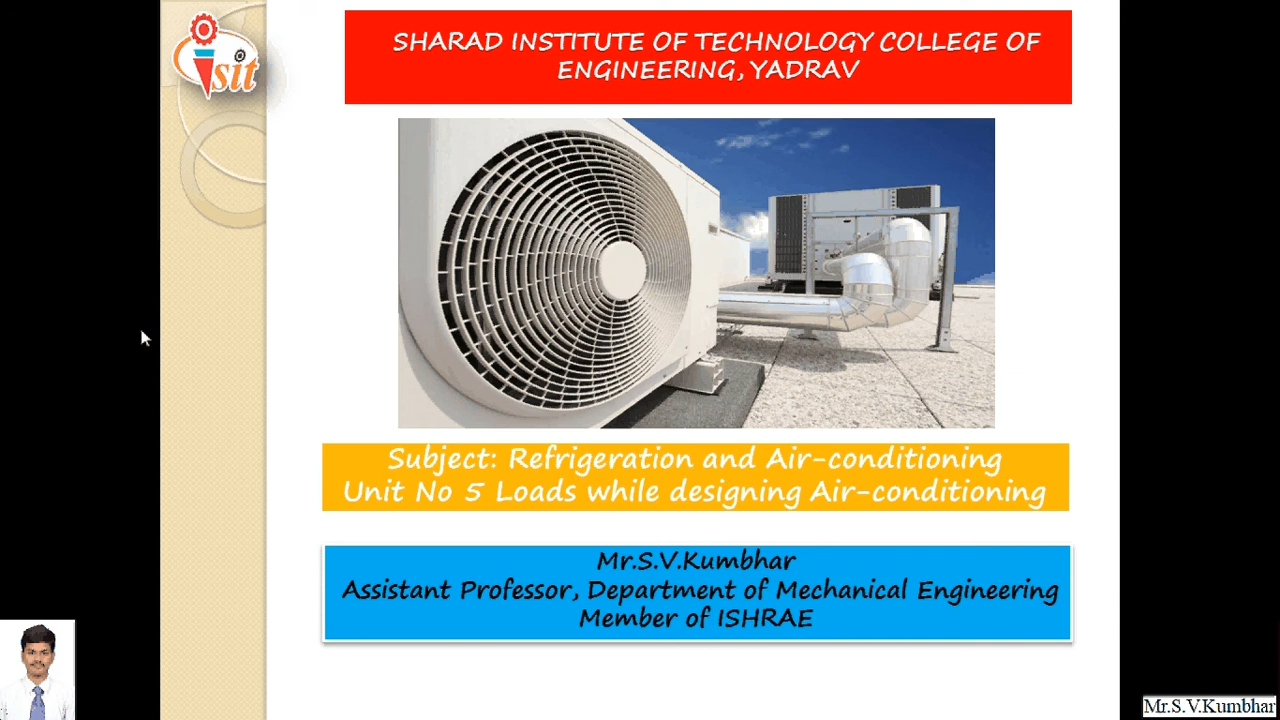 sit
SHARAD INSTITUTE OF TECHNOLOGY COLLEGE OF
ENGINEERING, YADRAV
Subject: Refrigeration and Air-conditioning
Unit No 5 Loads while designing Air-conditioning
Mr.S.V.Kumbhar
Assistant Professor, Department of Mechanical Engineering
Member of ISHRAE
Mr.S.V.Kumbhar